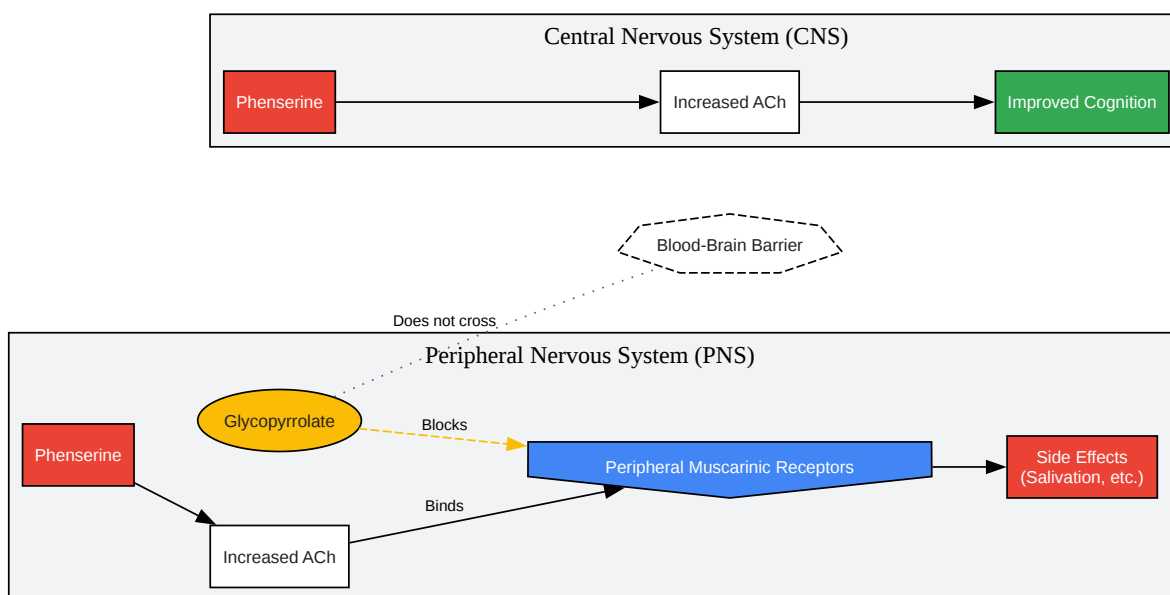 Central Nervous System (CNS)
Phenserine
Increased ACh
Improved Cognition
Blood-Brain Barrier
Does not cross
Peripheral Nervous System (PNS)
Glycopyrrolate
Blocks
Phenserine
Peripheral Muscarinic Receptors
Side Effects
(Salivation, etc.)
Binds
Increased ACh